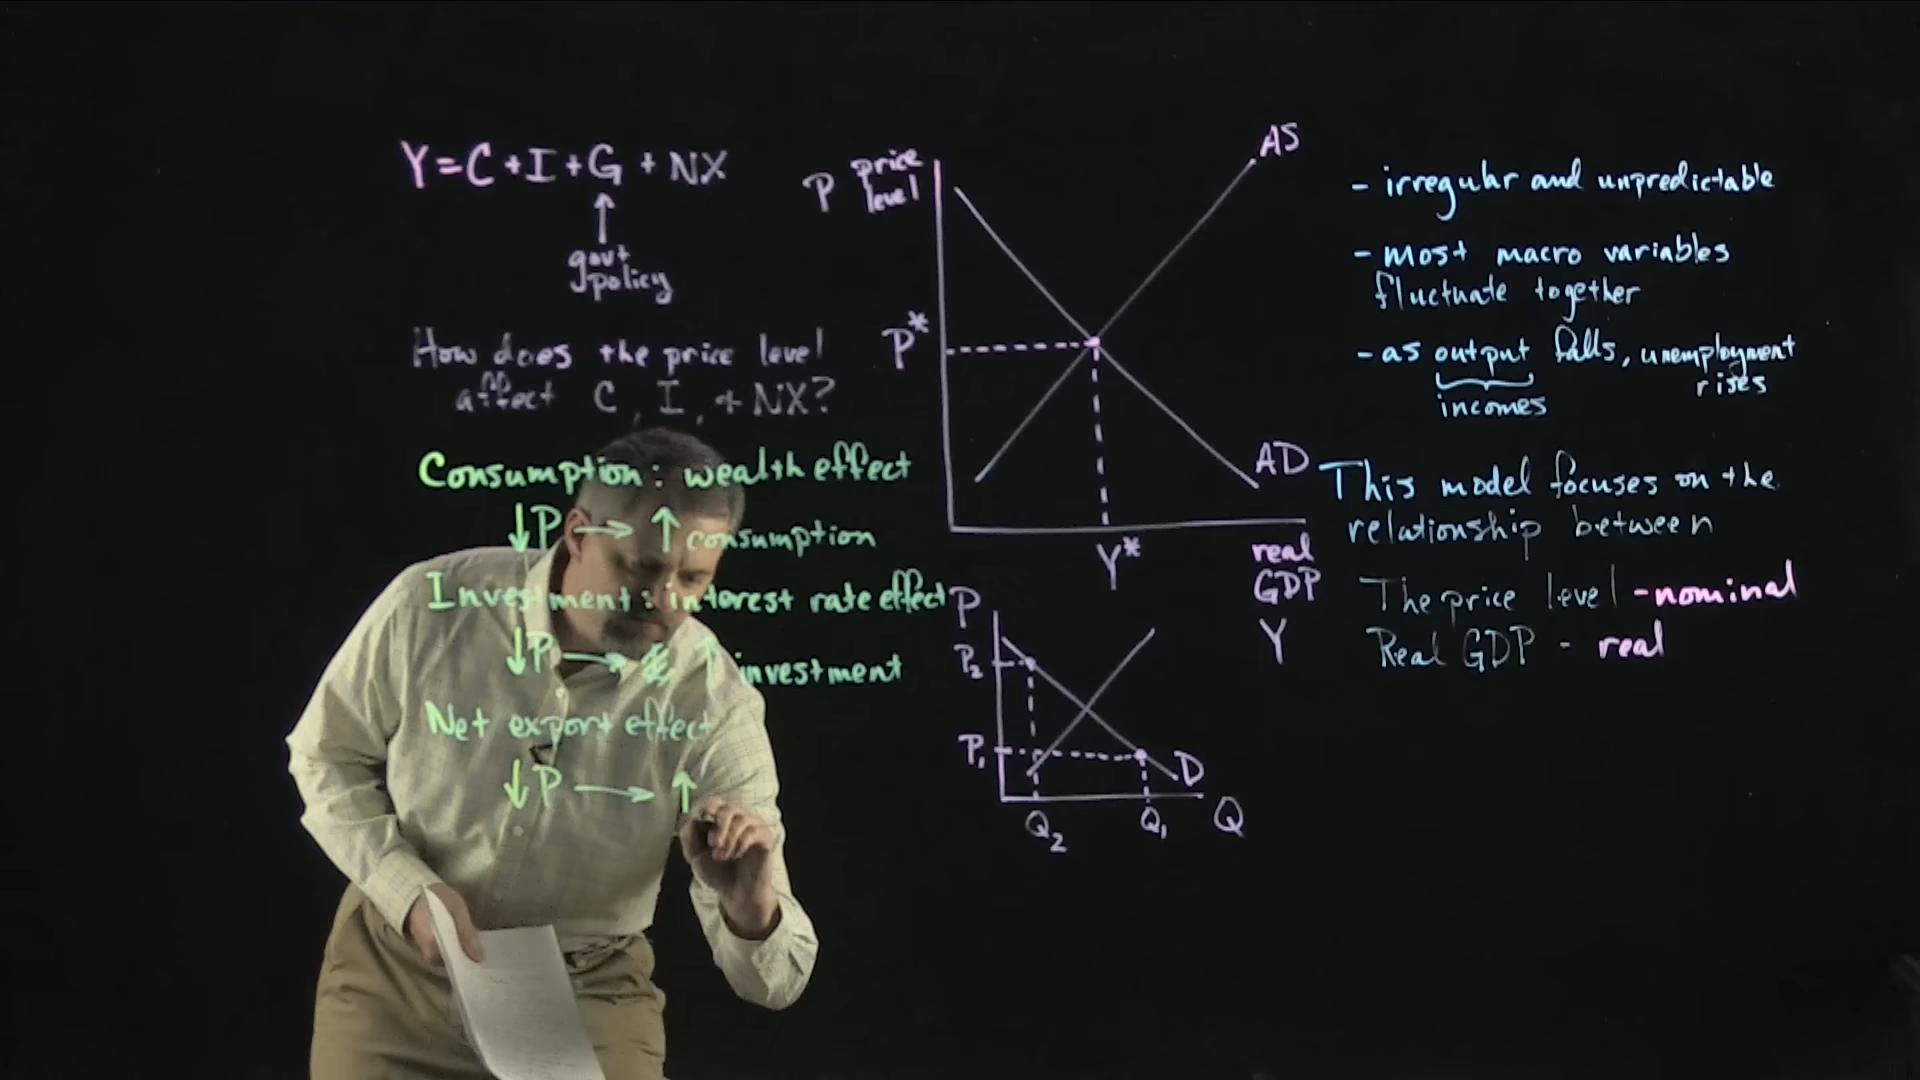 Y = C + I + G + NX
↑
gov't
policy
How does the price level
affect C, I, + NX?
Consumption: wealth effect
↓P → ↑ consumption
Investment: interest rate effect
↓P → ↑ investment
Net export effect
↓P → ↑
P price
level
AS
P*
AD
Y*
real
GDP
Y
P
P2
P1
D
Q2
Q1
Q
- irregular and unpredictable
- most macro variables
fluctuate together
- as output falls, unemployment
rises
incomes
This model focuses on the
relationship between
The price level - nominal
Real GDP - real